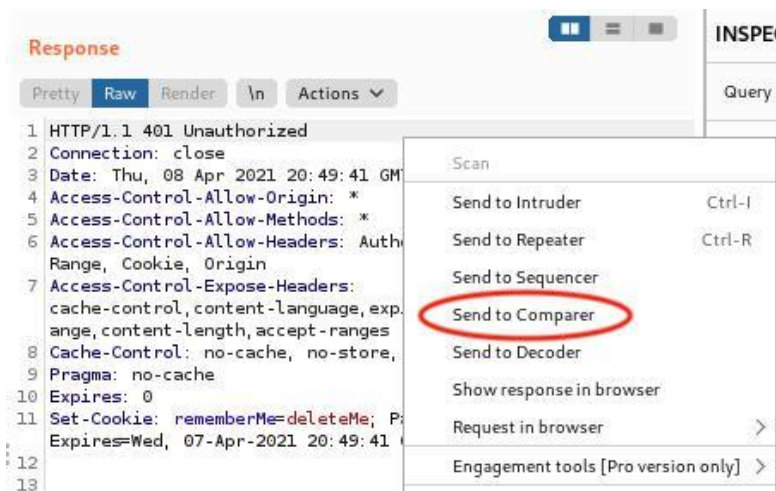 Response
INSPE
Pretty Raw Render \n Actions
Query
1 HTTP/1.1 401 Unauthorized
2 Connection: close
3 Date: Thu, 08 Apr 2021 20:49:41 GM
4 Access-Control-Allow-Origin: *
5 Access-Control-Allow-Methods: *
6 Access-Control-Allow-Headers: Auth
Range, Cookie, Origin
7 Access-Control-Expose-Headers:
cache-control,content-language,exp
ange,content-length,accept-ranges
8 Cache-Control: no-cache, no-store,
9 Pragma: no-cache
10 Expires: 0
11 Set-Cookie: rememberMe=deleteMe; P
Expires=Wed, 07-Apr-2021 20:49:41
12
13
Scan
Send to Intruder Ctrl-I
Send to Repeater Ctrl-R
Send to Sequencer
Send to Comparer
Send to Decoder
Show response in browser
Request in browser >
Engagement tools [Pro version only] >